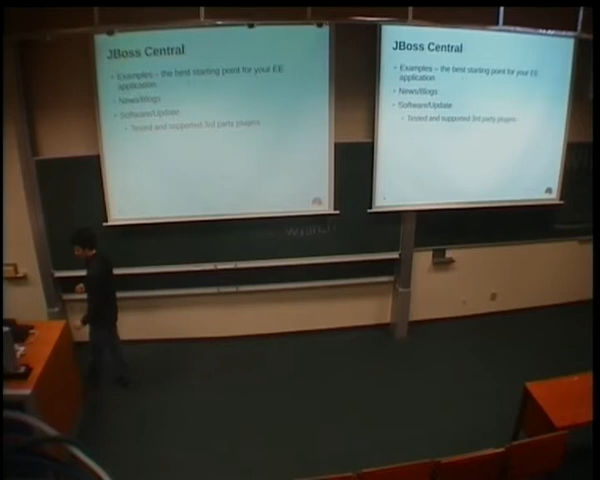 JBoss Central
Examples – the best starting point for your EE
application
News/Blogs
Software/Update
Tested and supported 3rd party plugins
JBoss Central
Examples – the best starting point for your EE
application
News/Blogs
Software/Update
Tested and supported 3rd party plugins